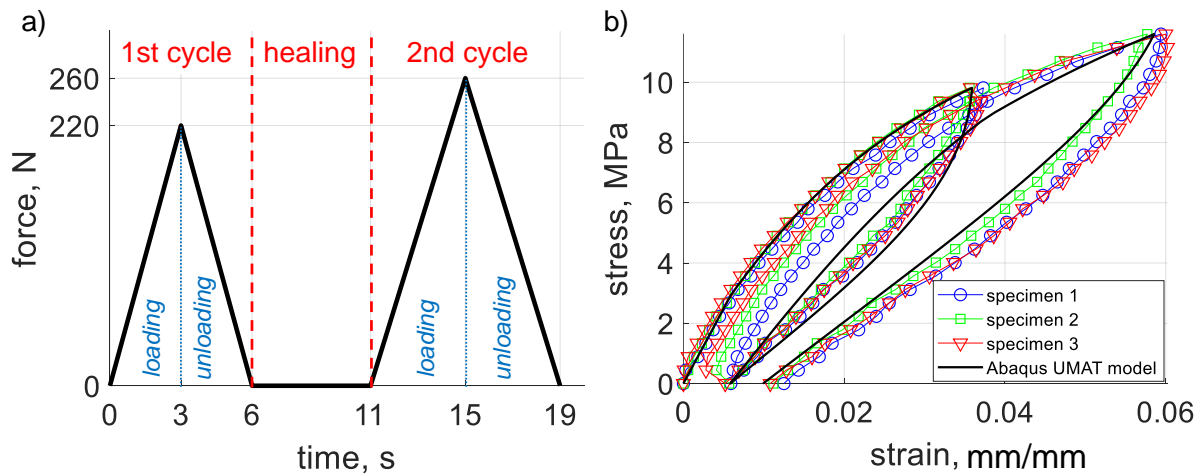 a)
1st cycle
healing
2nd cycle
260
220
0
force, N
loading
unloading
loading
unloading
0
3
6
11
15
19
time, s
b)
10
8
6
4
2
0
stress, MPa
specimen 1
specimen 2
specimen 3
Abaqus UMAT model
0
0.02
0.04
0.06
strain, mm/mm